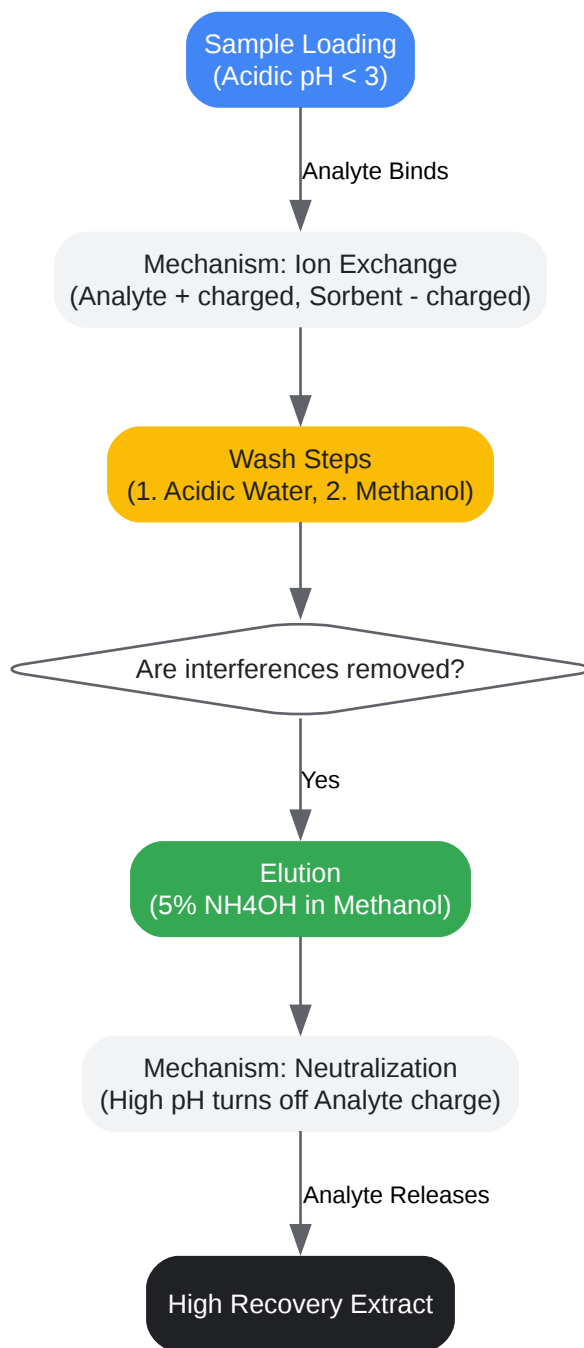 Sample Loading
(Acidic pH < 3)
Analyte Binds
Mechanism: Ion Exchange
(Analyte + charged, Sorbent - charged)
Wash Steps
(1. Acidic Water, 2. Methanol)
Are interferences removed?
Yes
Elution
(5% NH4OH in Methanol)
Mechanism: Neutralization
(High pH turns off Analyte charge)
Analyte Releases
High Recovery Extract